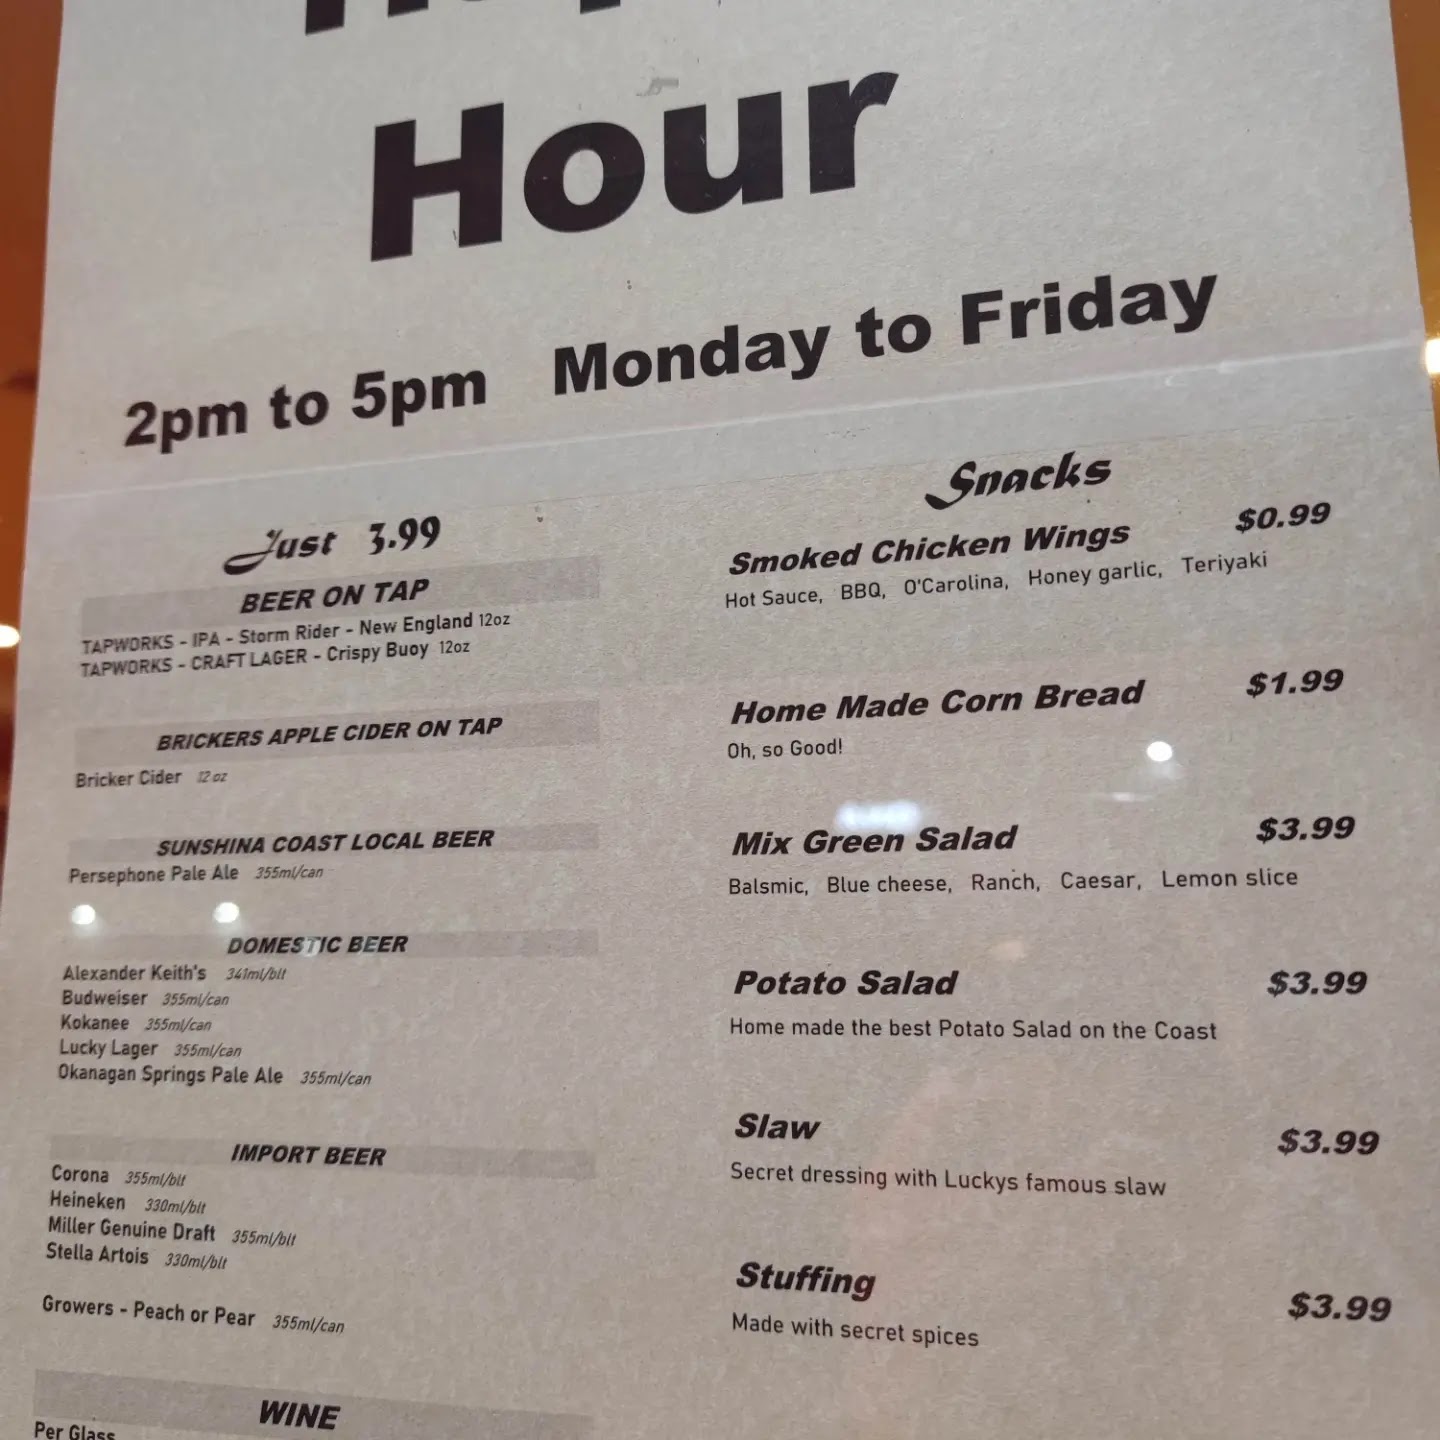 Hour
2pm to 5pm Monday to Friday
Just 3.99
BEER ON TAP
TAPWORKS - IPA - Storm Rider - New England 12oz
TAPWORKS - CRAFT LAGER - Crispy Buoy 12oz
BRICKERS APPLE CIDER ON TAP
Bricker Cider 12 oz
SUNSHINA COAST LOCAL BEER
Persephone Pale Ale 355ml/can
DOMESTIC BEER
Alexander Keith's 341ml/blt
Budweiser 355ml/can
Kokanee 355ml/can
Lucky Lager 355ml/can
Okanagan Springs Pale Ale 355ml/can
IMPORT BEER
Corona 355ml/blt
Heineken 330ml/blt
Miller Genuine Draft 355ml/blt
Stella Artois 330ml/blt
Growers - Peach or Pear 355ml/can
WINE
Per Glass
Snacks
Smoked Chicken Wings $0.99
Hot Sauce, BBQ, O'Carolina, Honey garlic, Teriyaki
Home Made Corn Bread $1.99
Oh, so Good!
Mix Green Salad $3.99
Balsmic, Blue cheese, Ranch, Caesar, Lemon slice
Potato Salad $3.99
Home made the best Potato Salad on the Coast
Slaw $3.99
Secret dressing with Luckys famous slaw
Stuffing $3.99
Made with secret spices